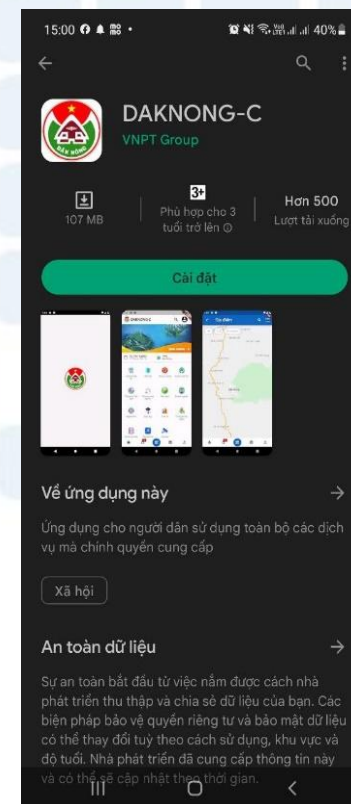 15:00
40%
DAKNONG-C
VNPT Group
3+
Hơn 500
107 MB
Phù hợp cho 3
tuổi trở lên
Lượt tải xuống
Cài đặt
Về ứng dụng này
Ứng dụng cho người dân sử dụng toàn bộ các dịch
vụ mà chính quyền cung cấp
Xã hội
An toàn dữ liệu
Sự an toàn bắt đầu từ việc nắm được cách nhà
phát triển thu thập và chia sẻ dữ liệu của bạn. Các
biện pháp bảo vệ quyền riêng tư và bảo mật dữ liệu
có thể thay đổi tuỳ theo cách sử dụng, khu vực và
độ tuổi. Nhà phát triển đã cung cấp thông tin này
và có thể sẽ cập nhật theo thời gian.